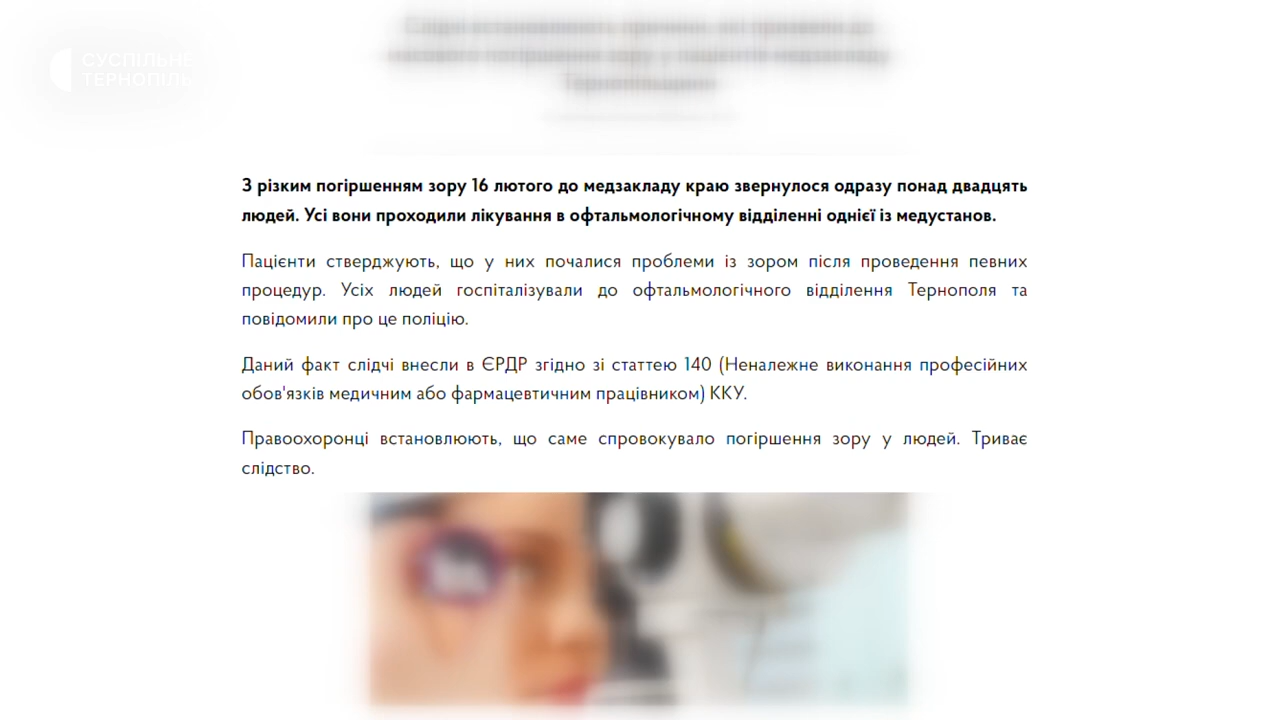 СУСПІЛЬНЕ
ТЕРНОПІЛЬ
З різким погіршенням зору 16 лютого до медзакладу краю звернулося одразу понад двадцять
людей. Усі вони проходили лікування в офтальмологічному відділенні однієї із медустанов.
Пацієнти стверджують, що у них почалися проблеми із зором після проведення певних
процедур. Усіх людей госпіталізували до офтальмологічного відділення Тернополя та
повідомили про це поліцію.
Даний факт слідчі внесли в ЄРДР згідно зі статтею 140 (Неналежне виконання професійних
обов'язків медичним або фармацевтичним працівником) ККУ.
Правоохоронці встановлюють, що саме спровокувало погіршення зору у людей. Триває
слідство.